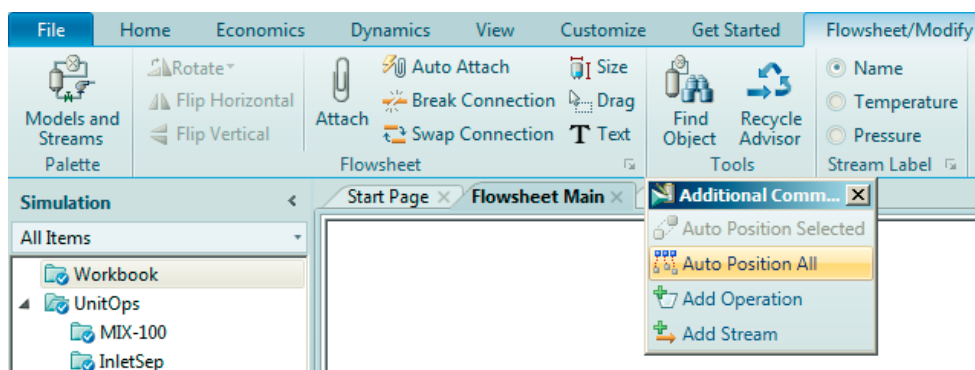 File Home Economics Dynamics View Customize Get Started Flowsheet/Modify
Models and
Streams
Palette
Rotate
Flip Horizontal
Flip Vertical
Attach
Auto Attach
Break Connection
Swap Connection
Size
Drag
Text
Flowsheet
Find
Object
Recycle
Advisor
Tools
Name
Temperature
Pressure
Stream Label
Simulation
All Items
Workbook
UnitOps
MIX-100
InletSep
Start Page Flowsheet Main
Additional Comm...
Auto Position Selected
Auto Position All
Add Operation
Add Stream